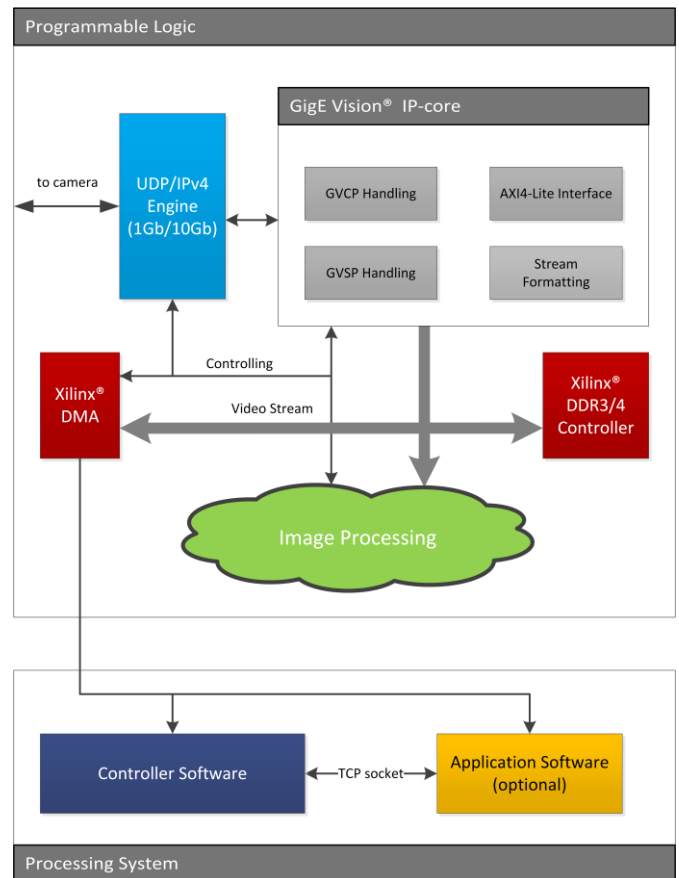 Programmable Logic
GigE Vision® IP-core
to camera
UDP/IPv4
Engine
(1Gb/10Gb)
GVCP Handling
AXI4-Lite Interface
GVSP Handling
Stream
Formatting
Controlling
Xilinx®
DMA
Video Stream
Xilinx®
DDR3/4
Controller
Image Processing
Controller Software
TCP socket
Application Software
(optional)
Processing System